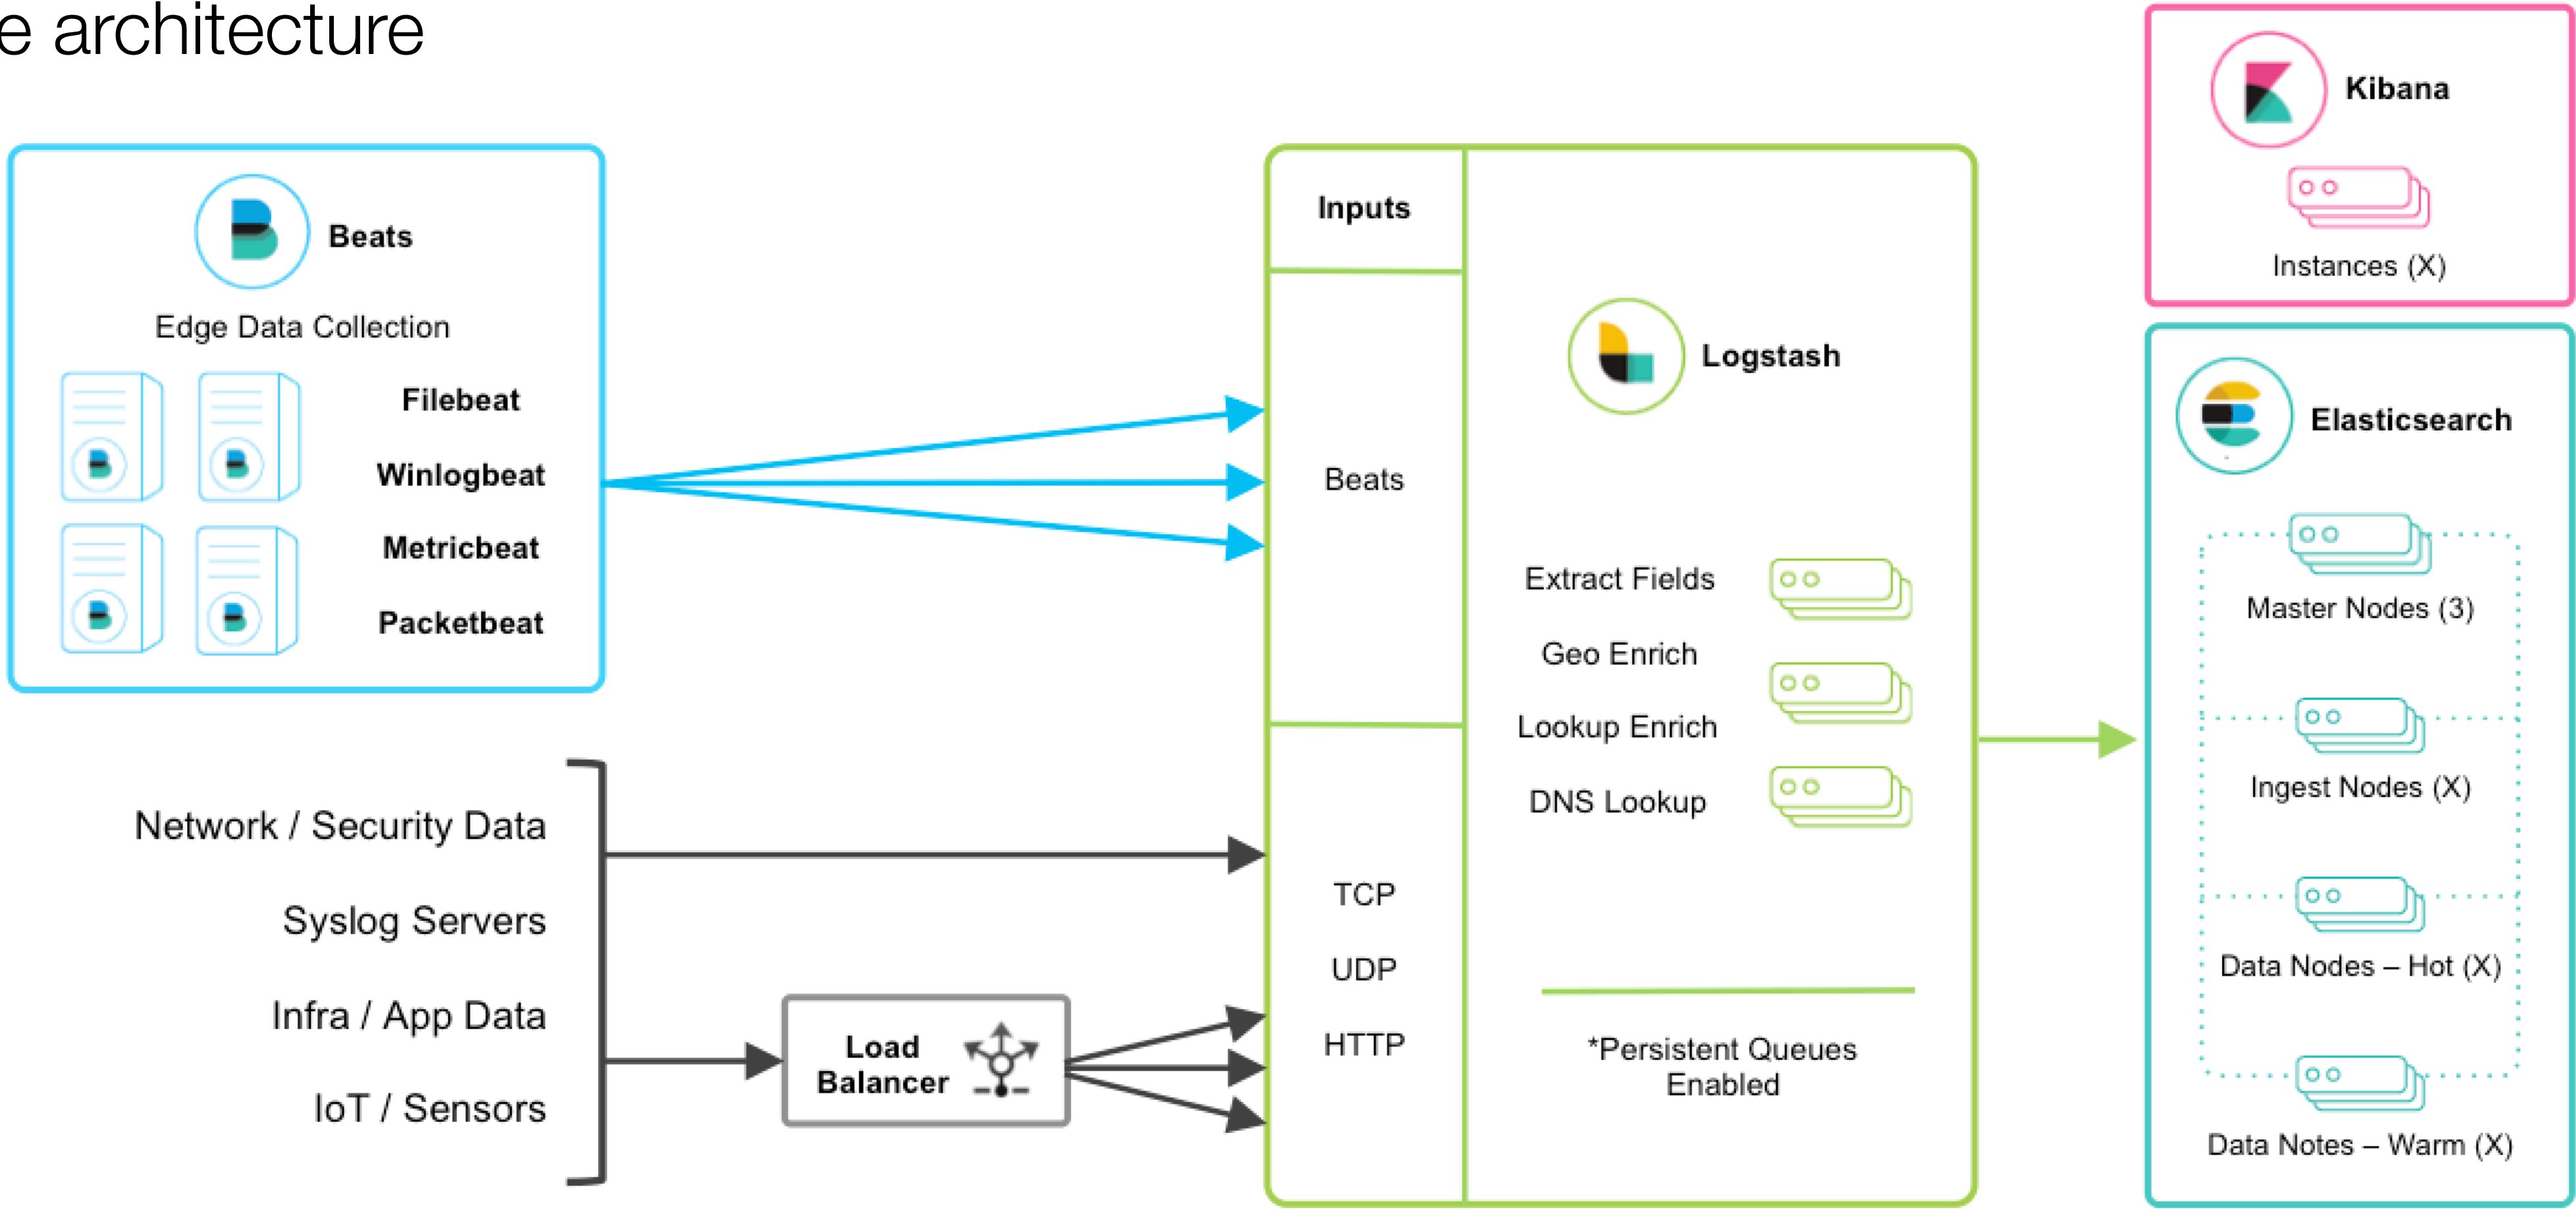 e architecture
Beats
Edge Data Collection
Filebeat
Winlogbeat
Metricbeat
Packetbeat
Network / Security Data
Syslog Servers
Infra / App Data
IoT / Sensors
Load
Balancer
Inputs
Beats
TCP
UDP
HTTP
Logstash
Extract Fields
Geo Enrich
Lookup Enrich
DNS Lookup
*Persistent Queues
Enabled
Kibana
Instances (X)
Elasticsearch
Master Nodes (3)
Ingest Nodes (X)
Data Nodes – Hot (X)
Data Notes – Warm (X)